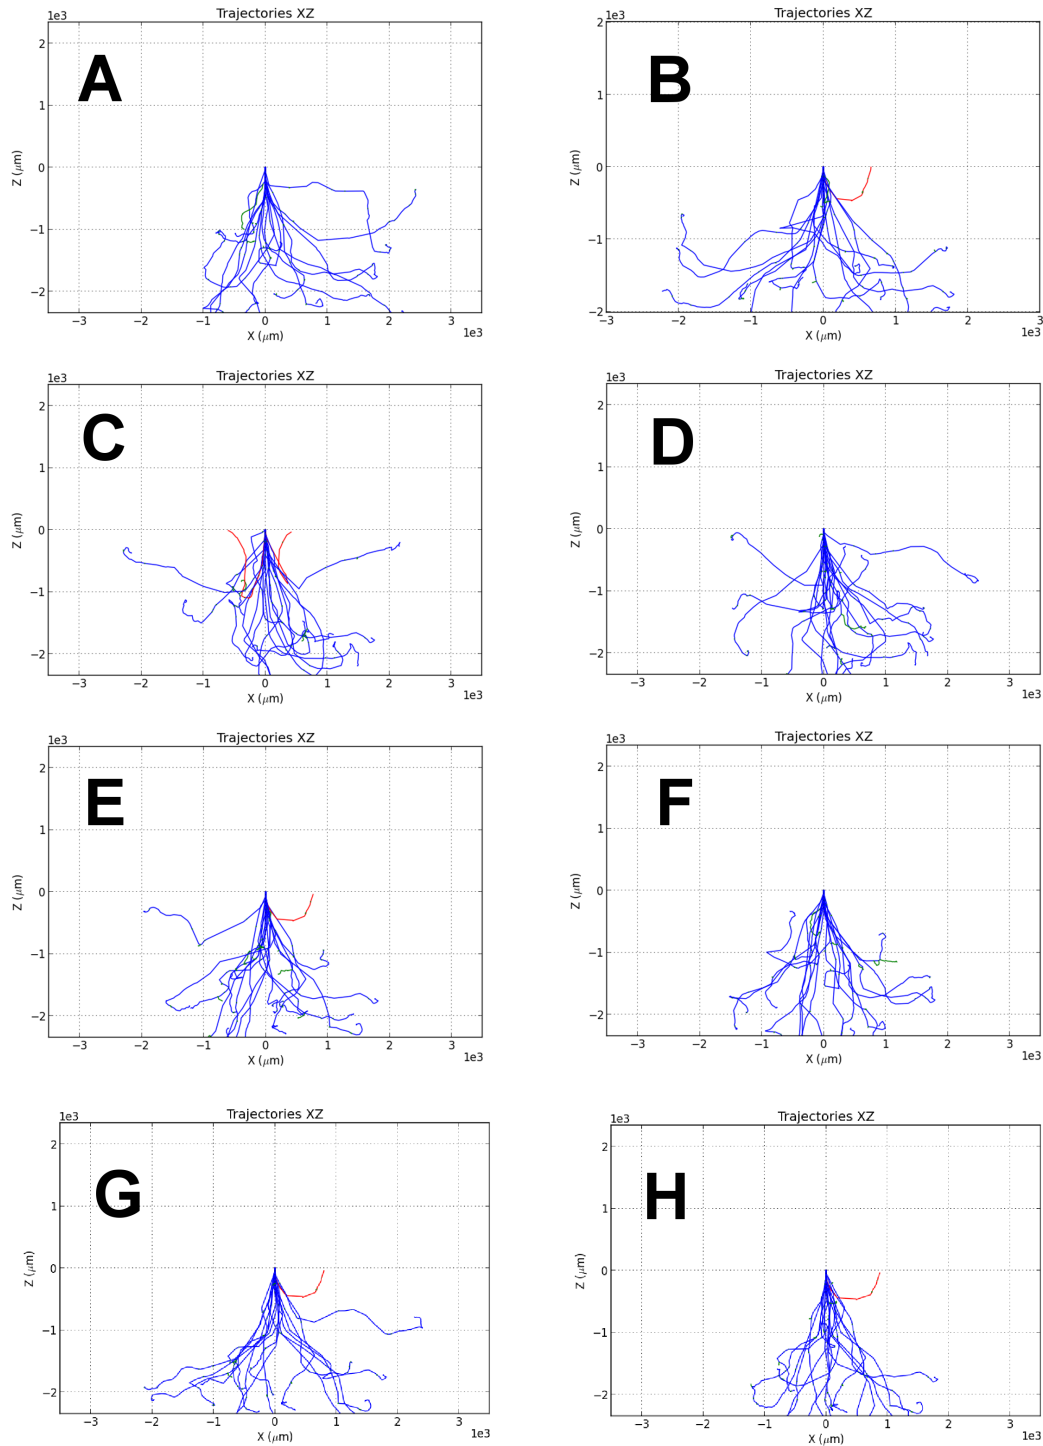 Trajectories XZ
1e3
A
Z (μm)
2
1
0
−1
−2
−3 −2 −1 0 1 2 3
X (μm)
1e3
Trajectories XZ
1e3
B
Z (μm)
2
1
0
−1
−2
−3 −2 −1 0 1 2 3
X (μm)
1e3
Trajectories XZ
1e3
C
Z (μm)
2
1
0
−1
−2
−3 −2 −1 0 1 2 3
X (μm)
1e3
Trajectories XZ
1e3
D
Z (μm)
2
1
0
−1
−2
−3 −2 −1 0 1 2 3
X (μm)
1e3
Trajectories XZ
1e3
E
Z (μm)
2
1
0
−1
−2
−3 −2 −1 0 1 2 3
X (μm)
1e3
Trajectories XZ
1e3
F
Z (μm)
2
1
0
−1
−2
−3 −2 −1 0 1 2 3
X (μm)
1e3
Trajectories XZ
1e3
G
Z (μm)
2
1
0
−1
−2
−3 −2 −1 0 1 2 3
X (μm)
1e3
Trajectories XZ
1e3
H
Z (μm)
2
1
0
−1
−2
−3 −2 −1 0 1 2 3
X (μm)
1e3